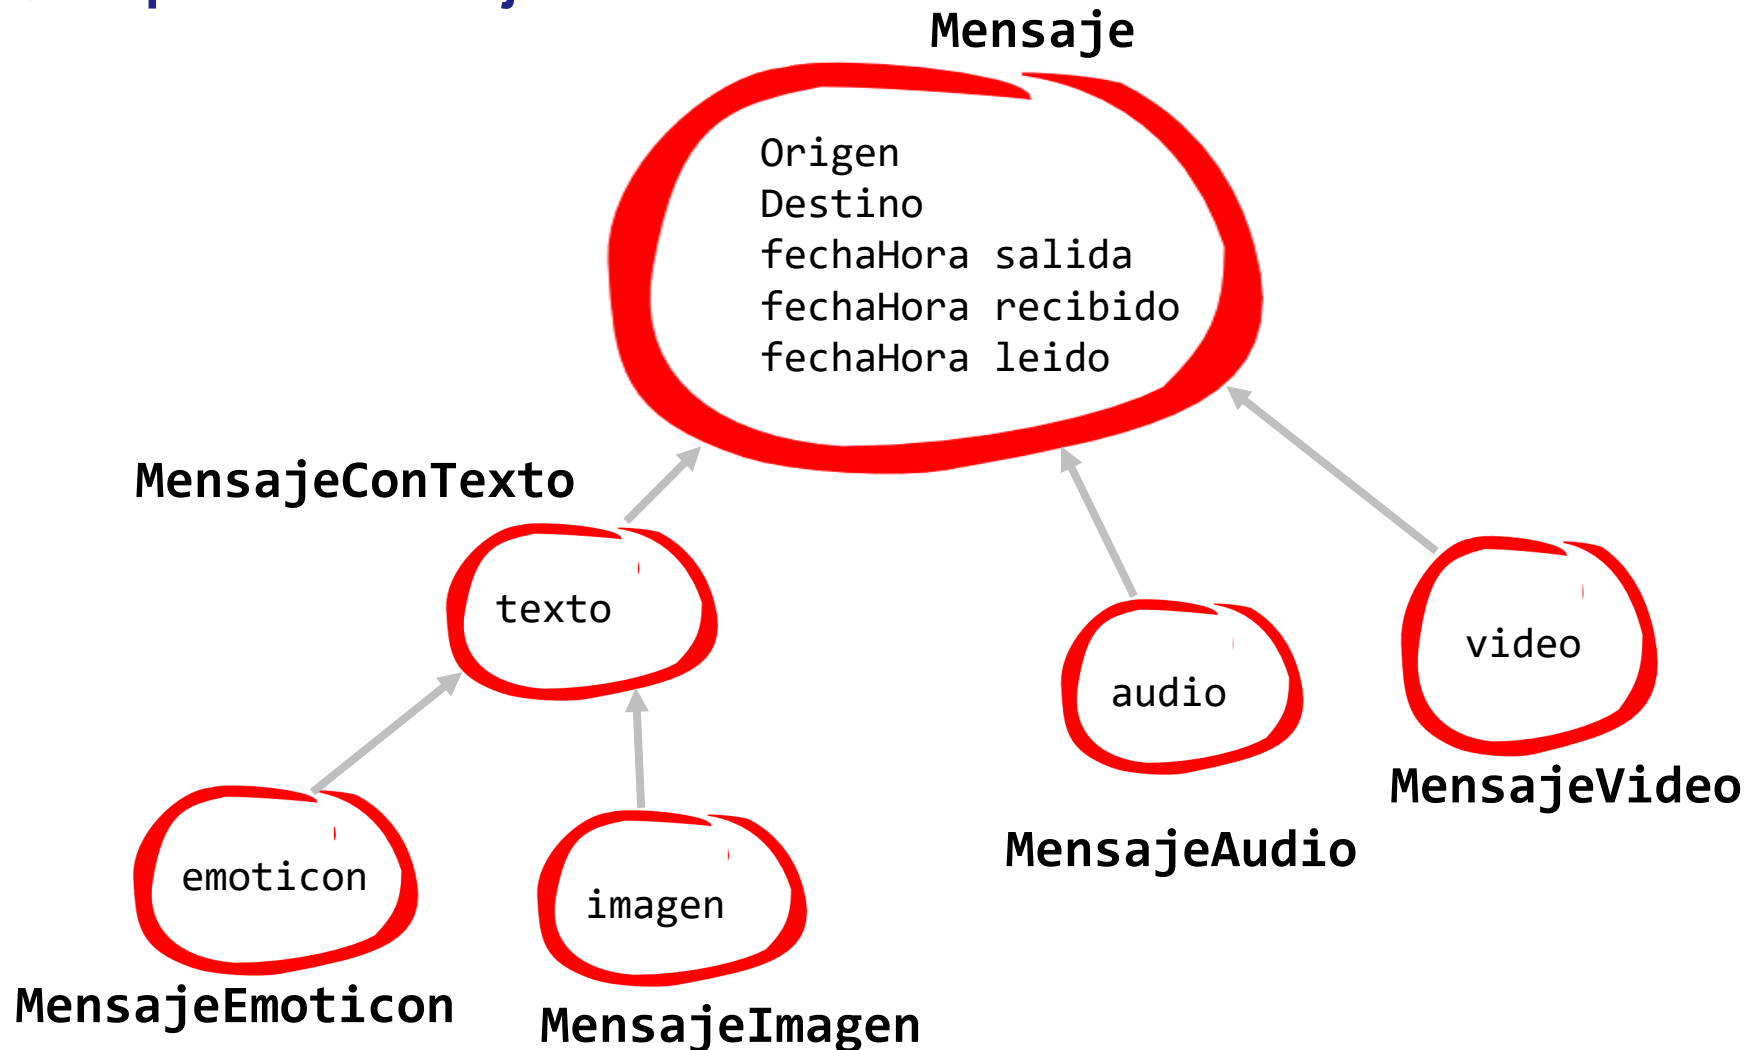 Mensaje
Origen
Destino
fechaHora salida
fechaHora recibido
fechaHora leido
MensajeConTexto
texto
audio
video
MensajeVideo
MensajeAudio
emoticon
imagen
MensajeEmoticon
MensajeImagen